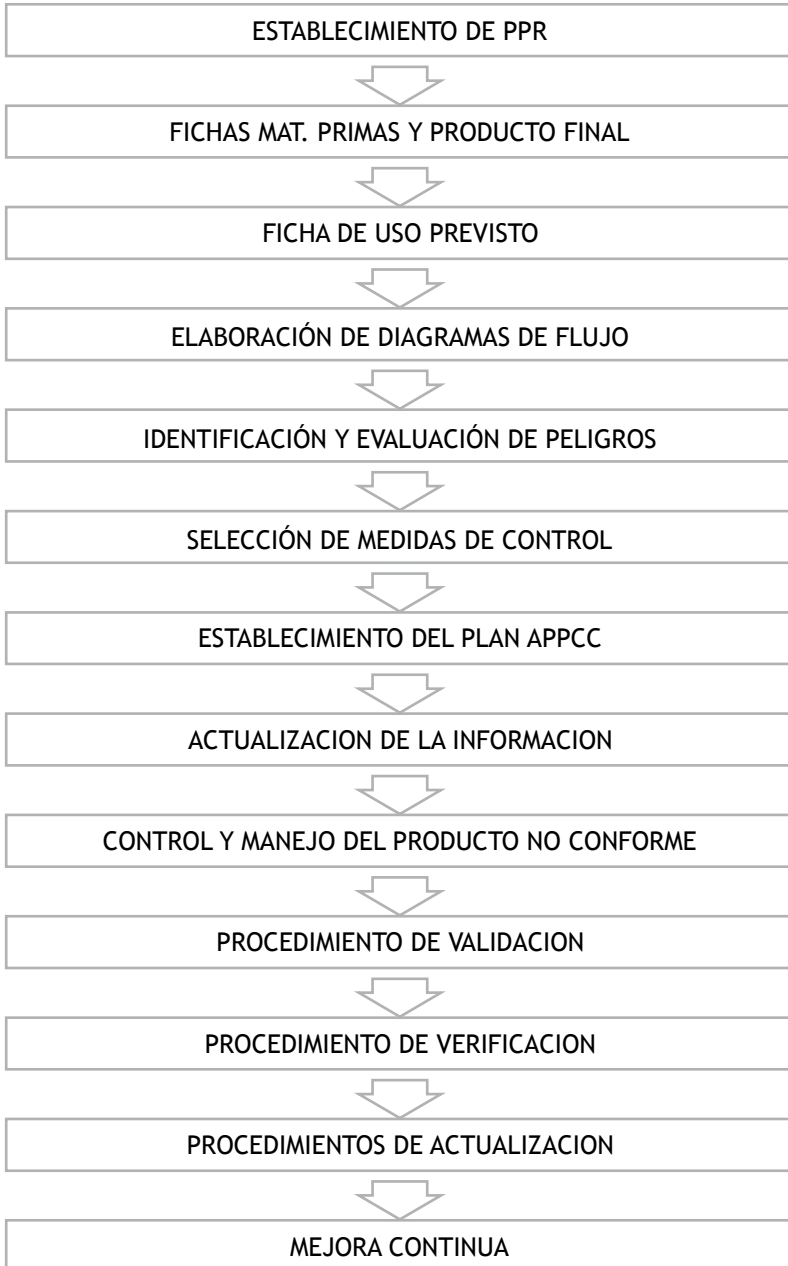 ESTABLECIMIENTO DE PPR
FICHAS MAT. PRIMAS Y PRODUCTO FINAL
FICHA DE USO PREVISTO
ELABORACIÓN DE DIAGRAMAS DE FLUJO
IDENTIFICACIÓN Y EVALUACIÓN DE PELIGROS
SELECCIÓN DE MEDIDAS DE CONTROL
ESTABLECIMIENTO DEL PLAN APPCC
ACTUALIZACION DE LA INFORMACION
CONTROL Y MANEJO DEL PRODUCTO NO CONFORME
PROCEDIMIENTO DE VALIDACION
PROCEDIMIENTO DE VERIFICACION
PROCEDIMIENTOS DE ACTUALIZACION
MEJORA CONTINUA